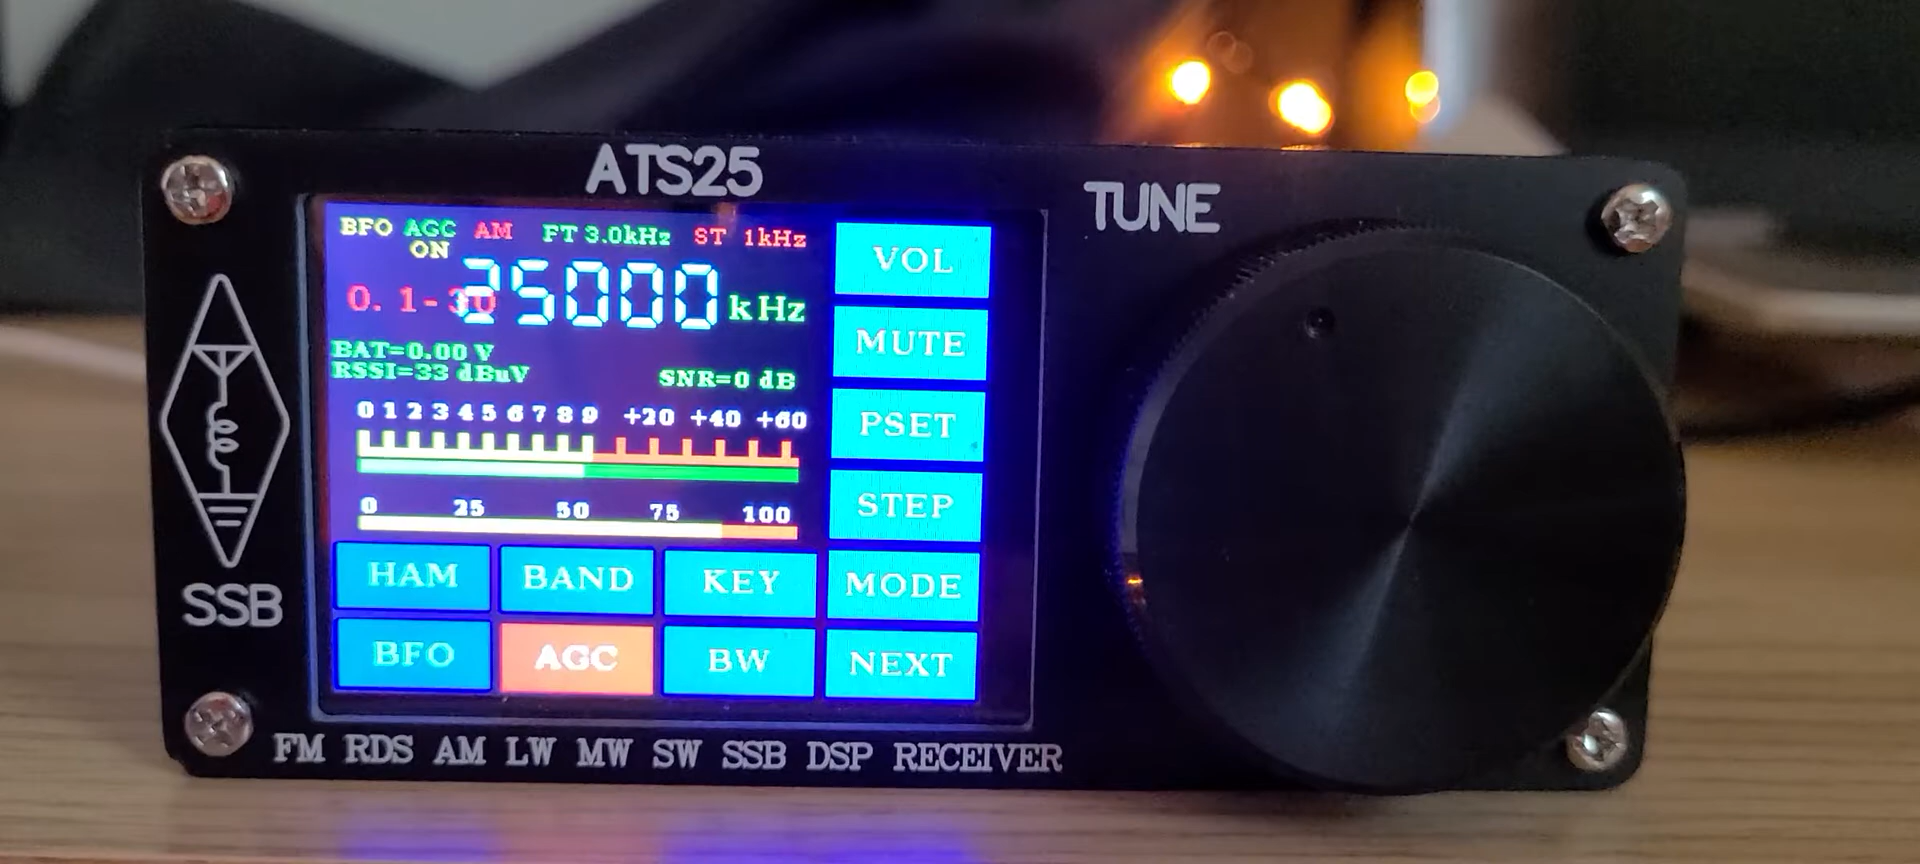 ATS25
TUNE
BFO AGC AM FT 3.0kHz ST 1kHz
ON
0.1-30 25000 kHz
BAT=0.00 V
RSSI=33 dBuV SNR=0 dB
0 1 2 3 4 5 6 7 8 9 +20 +40 +60
0 25 50 75 100
VOL
MUTE
PSET
STEP
HAM BAND KEY MODE
BFO AGC BW NEXT
SSB
FM RDS AM LW MW SW SSB DSP RECEIVER